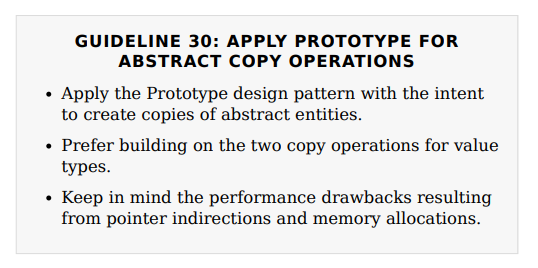 GUIDELINE 30: APPLY PROTOTYPE FOR
ABSTRACT COPY OPERATIONS
• Apply the Prototype design pattern with the intent
to create copies of abstract entities.
• Prefer building on the two copy operations for value
types.
• Keep in mind the performance drawbacks resulting
from pointer indirections and memory allocations.